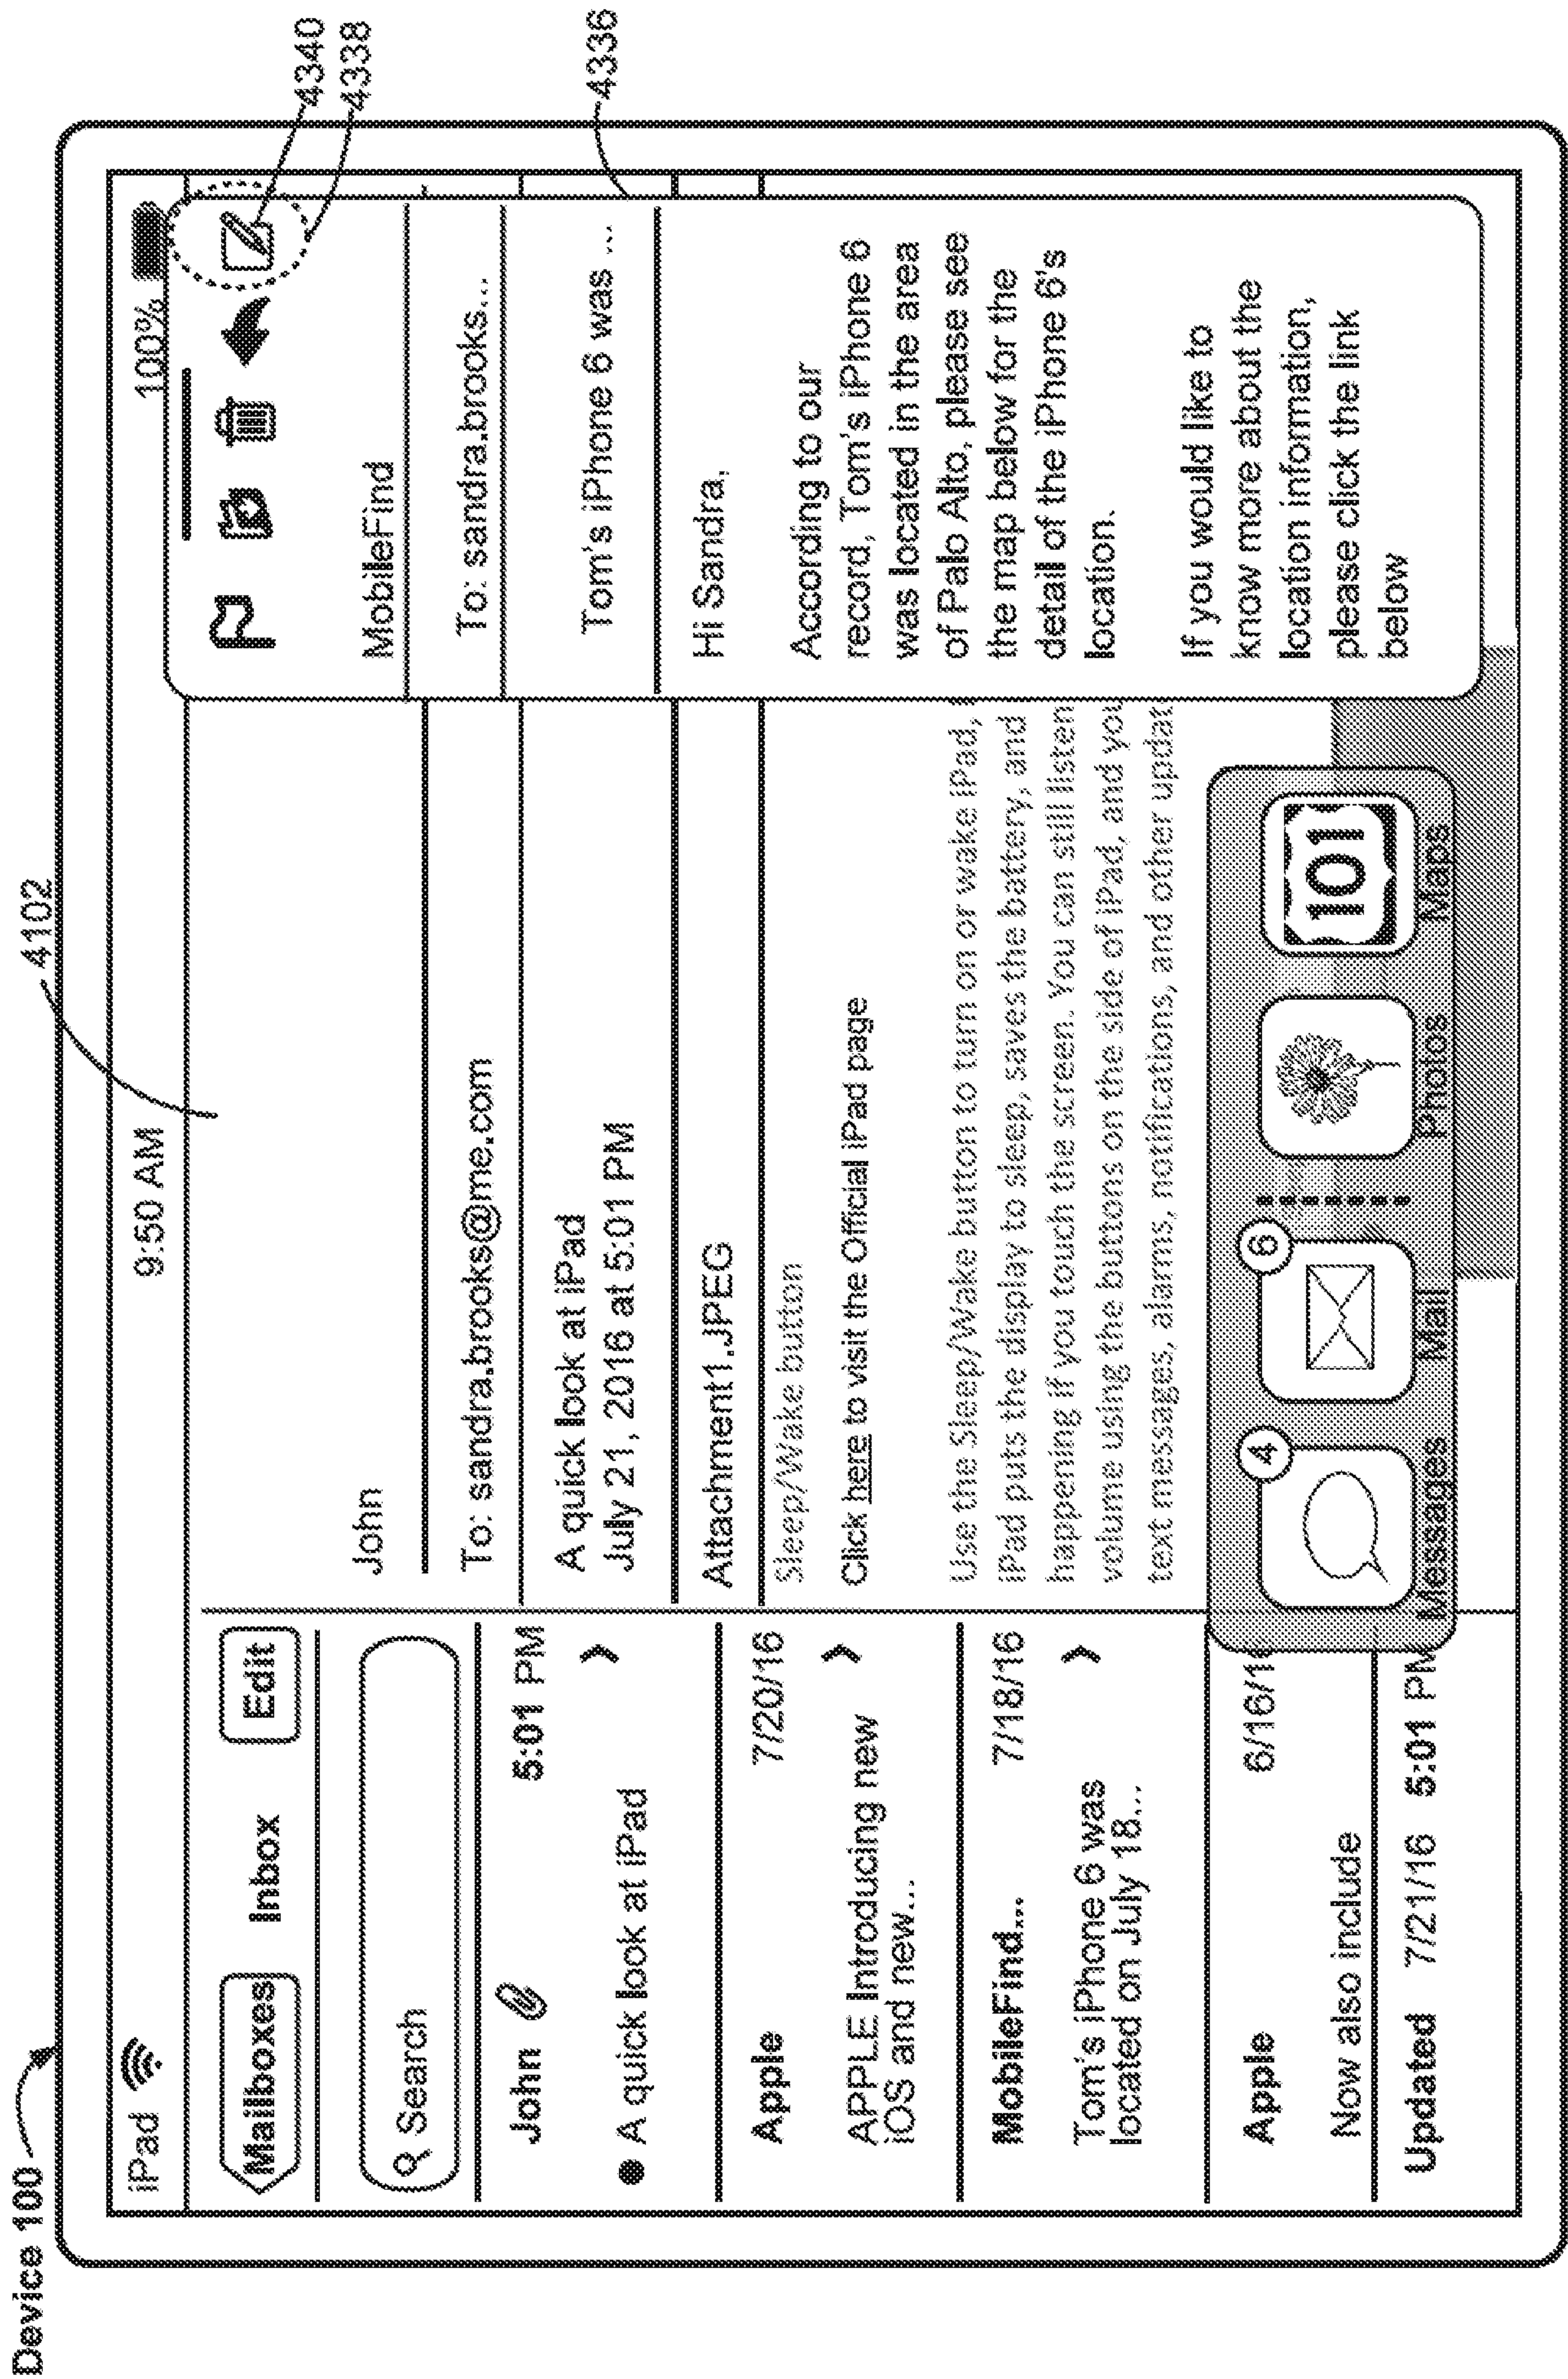 Device 100
4102
4340
4338
4336
iPad
9:50 AM
100%
Mailboxes
Inbox
Edit
Search
John
5:01 PM
A quick look at iPad
Apple
7/20/16
APPLE Introducing new
iOS and new...
MobileFind...
7/18/16
Tom's iPhone 6 was
located on July 18...
Apple
6/16/1
Now also include
Updated 7/21/16 5:01 PM
John
To: sandra.brooks@me.com
A quick look at iPad
July 21, 2016 at 5:01 PM
Attachment1.JPEG
Sleep/Wake button
Click here to visit the Official iPad page
Use the Sleep/Wake button to turn on or wake iPad,
iPad puts the display to sleep, saves the battery, and
happening if you touch the screen. You can still listen
volume using the buttons on the side of iPad, and you
text messages, alarms, notifications, and other updat
4
Messages
6
Mail
Photos
101
Maps
MobileFind
To: sandra.brooks...
Tom's iPhone 6 was ...
Hi Sandra,
According to our
record, Tom's iPhone 6
was located in the area
of Palo Alto, please see
the map below for the
detail of the iPhone 6's
location.
If you would like to
know more about the
location information,
please click the link
below